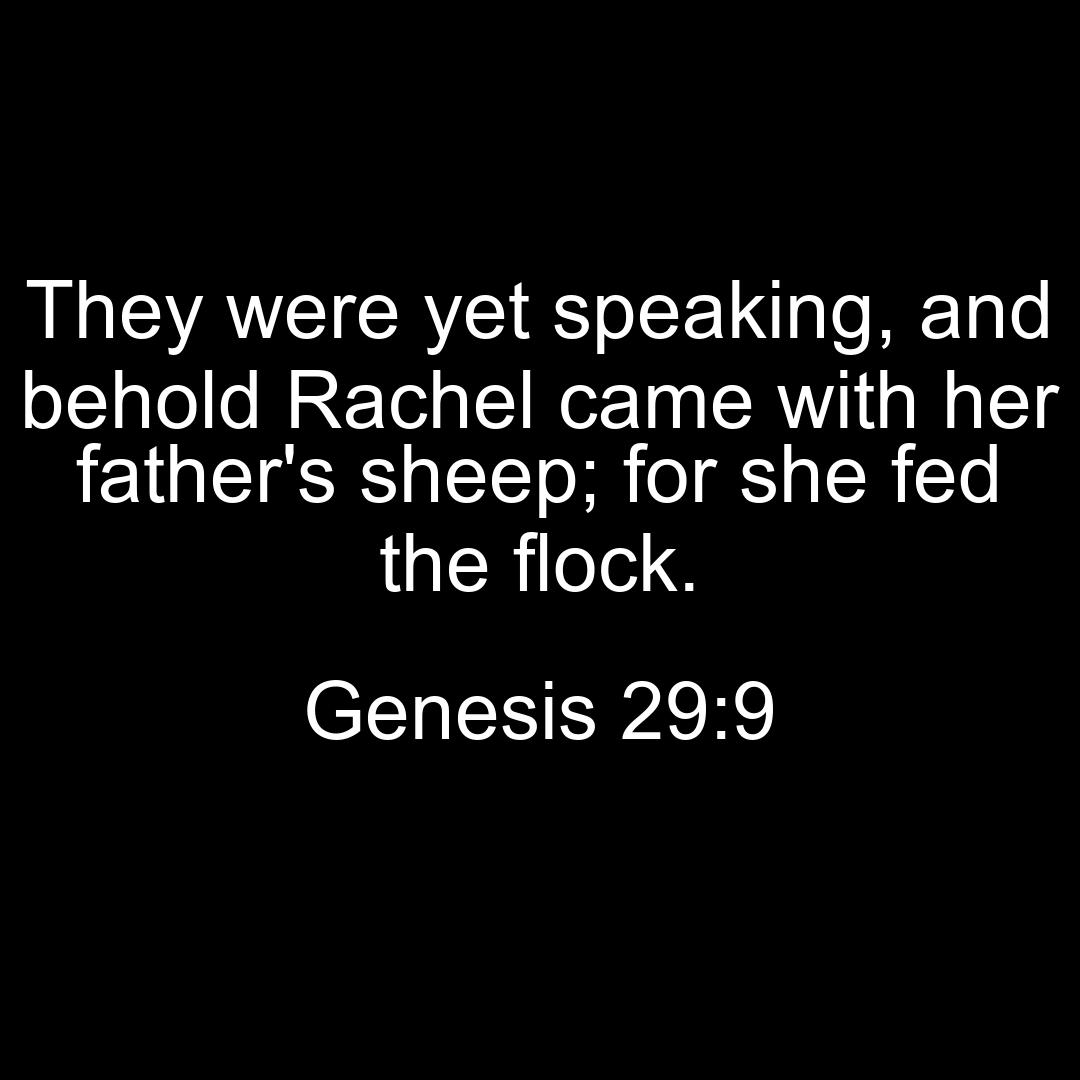 They were yet speaking, and
behold Rachel came with her
father's sheep; for she fed
the flock.
Genesis 29:9